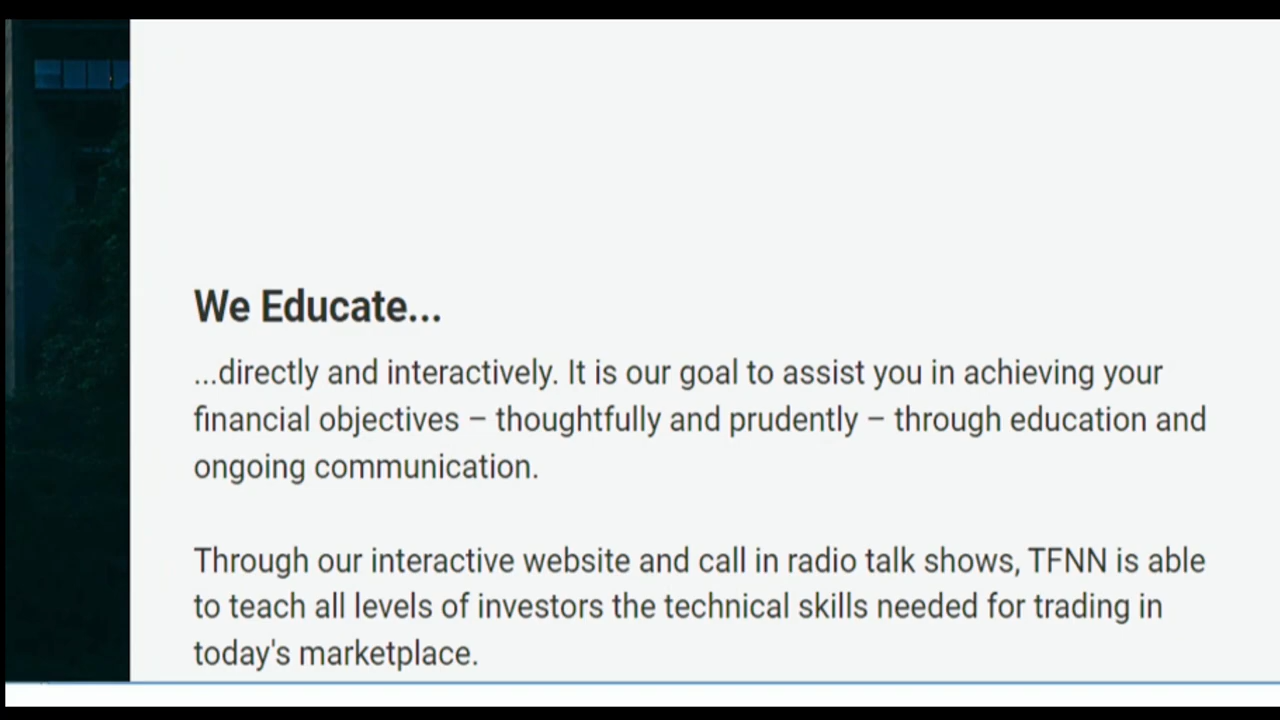 We Educate...
...directly and interactively. It is our goal to assist you in achieving your
financial objectives – thoughtfully and prudently – through education and
ongoing communication.
Through our interactive website and call in radio talk shows, TFNN is able
to teach all levels of investors the technical skills needed for trading in
today's marketplace.